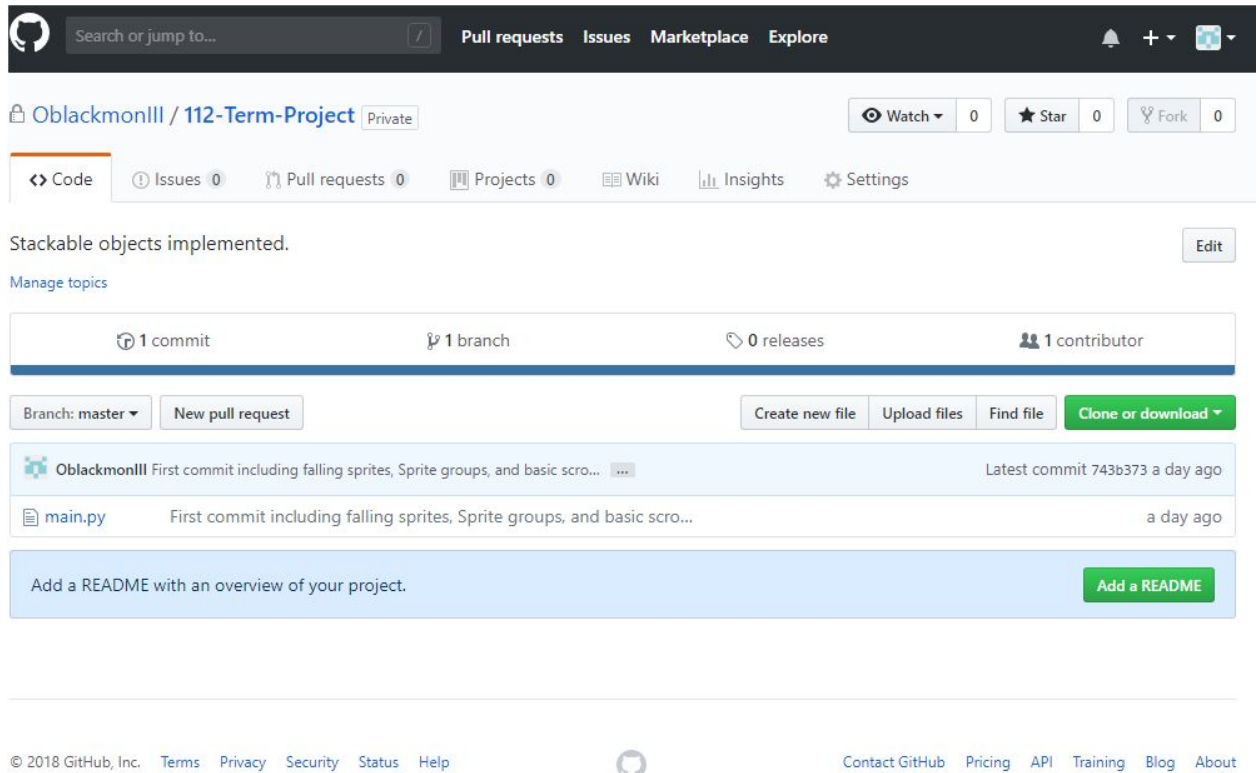 Search or jump to... / Pull requests Issues Marketplace Explore
OblackmonIII / 112-Term-Project Private Watch 0 Star 0 Fork 0
Code Issues 0 Pull requests 0 Projects 0 Wiki Insights Settings
Stackable objects implemented. Edit
Manage topics
1 commit 1 branch 0 releases 1 contributor
Branch: master New pull request Create new file Upload files Find file Clone or download
OblackmonIII First commit including falling sprites, Sprite groups, and basic scro... ... Latest commit 743b373 a day ago
main.py First commit including falling sprites, Sprite groups, and basic scro... a day ago
Add a README with an overview of your project. Add a README
© 2018 GitHub, Inc. Terms Privacy Security Status Help Contact GitHub Pricing API Training Blog About